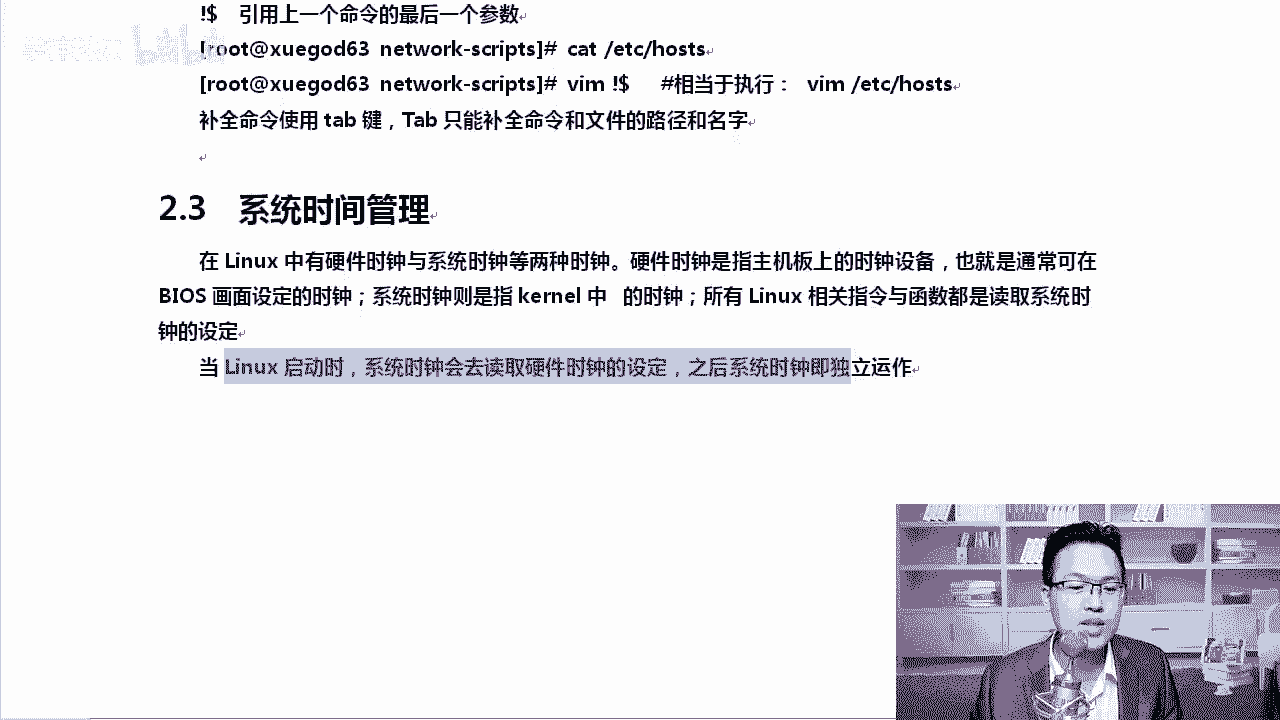 !$ 引用上一个命令的最后一个参数
[root@xuegod63 network-scripts]# cat /etc/hosts
[root@xuegod63 network-scripts]# vim !$ #相当于执行： vim /etc/hosts
补全命令使用 tab 键，Tab 只能补全命令和文件的路径和名字
2.3 系统时间管理
在 Linux 中有硬件时钟与系统时钟等两种时钟。硬件时钟是指主机板上的时钟设备，也就是通常可在
BIOS 画面设定的时钟；系统时钟则是指 kernel 中 的时钟；所有 Linux 相关指令与函数都是读取系统时
钟的设定
当 Linux 启动时，系统时钟会去读取硬件时钟的设定，之后系统时钟即独立运作